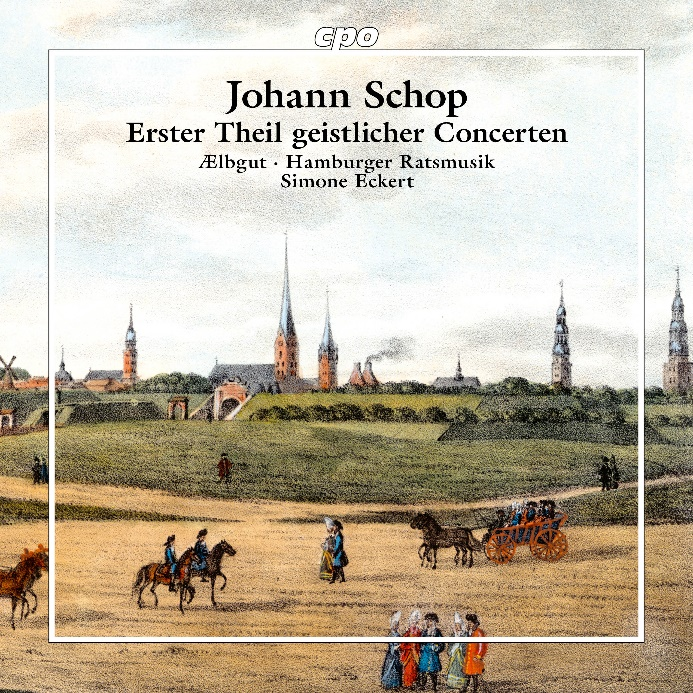 cpo
Johann Schop
Erster Theil geistlicher Concerten
Ælbgut · Hamburger Ratsmusik
Simone Eckert